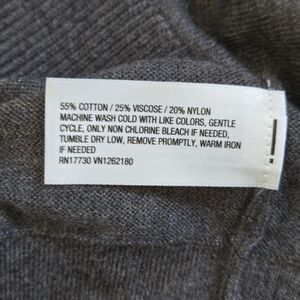 55% COTTON / 25% VISCOSE / 20% NYLON
MACHINE WASH COLD WITH LIKE COLORS, GENTLE
CYCLE, ONLY NON CHLORINE BLEACH IF NEEDED,
TUMBLE DRY LOW, REMOVE PROMPTLY, WARM IRON
IF NEEDED
RN17730 VN1262180